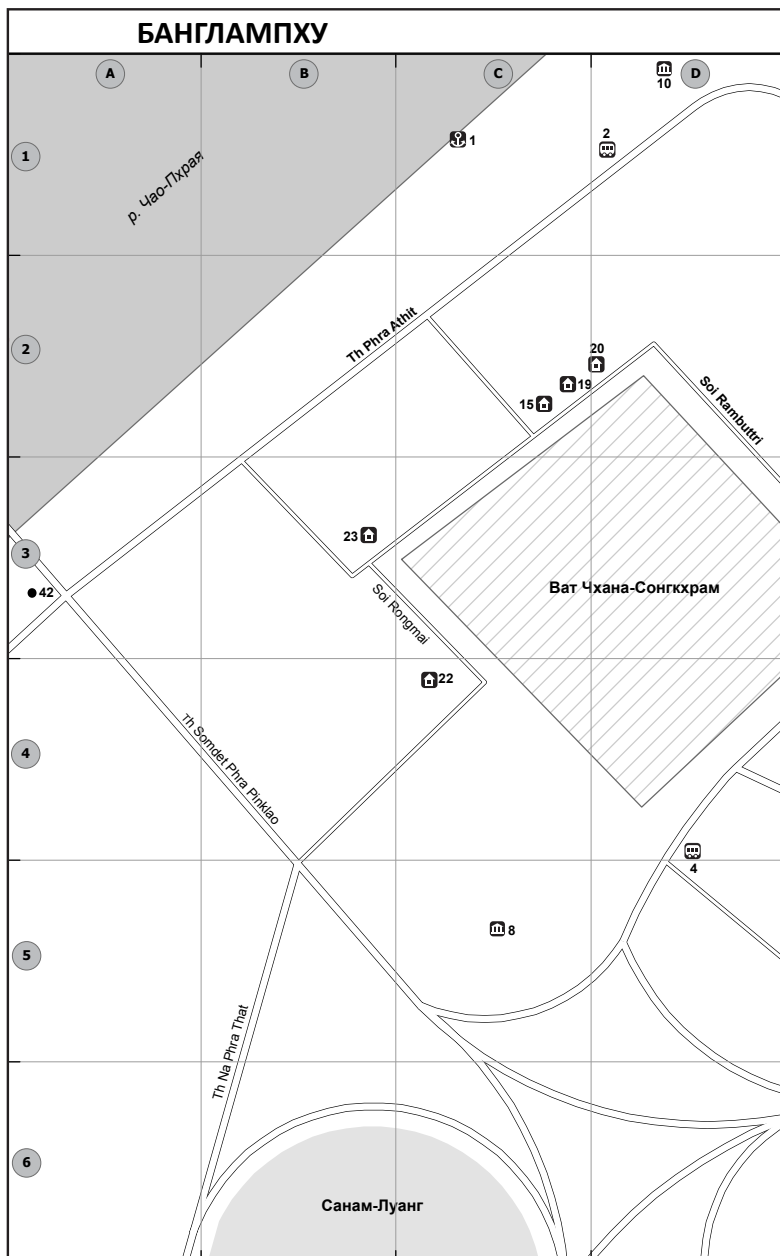 БАНГЛАМПХУ
A
B
C
D
10
1
1
2
р. Чао-Пхрая
2
Th Phra Athit
20
19
15
Soi Rambuttri
3
23
42
Soi Rongmai
Ват Чхана-Сонгкхрам
22
4
Th Somdet Phra Pinklao
4
5
8
Th Na Phra That
6
Санам-Луанг